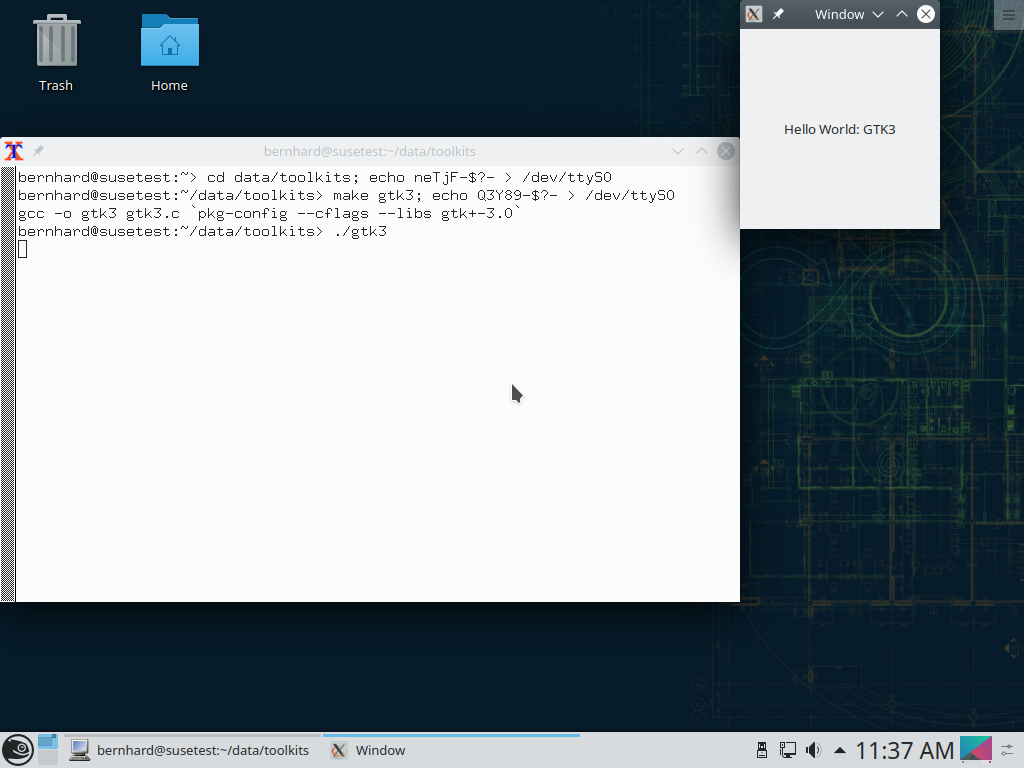 Trash
Home
Window
Hello World: GTK3
bernhard@susetest:~/data/toolkits
bernhard@susetest:~> cd data/toolkits; echo neTjF-$?- > /dev/ttyS0
bernhard@susetest:~/data/toolkits> make gtk3; echo Q3Y89-$?- > /dev/ttyS0
gcc -o gtk3 gtk3.c `pkg-config --cflags --libs gtk+-3.0`
bernhard@susetest:~/data/toolkits> ./gtk3
bernhard@susetest:~/data/toolkits
Window
11:37 AM